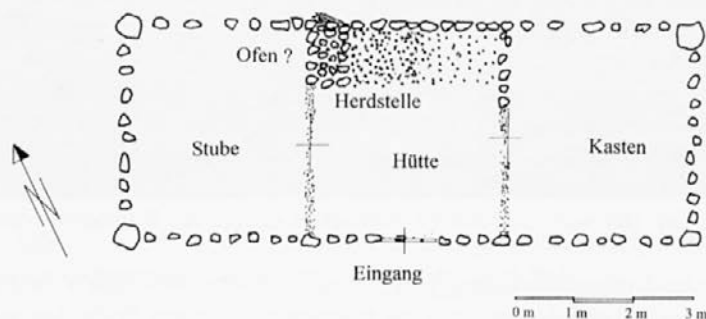 Ofen ?
Herdstelle
Stube
Hütte
Kasten
Eingang
0 m 1 m 2 m 3 m